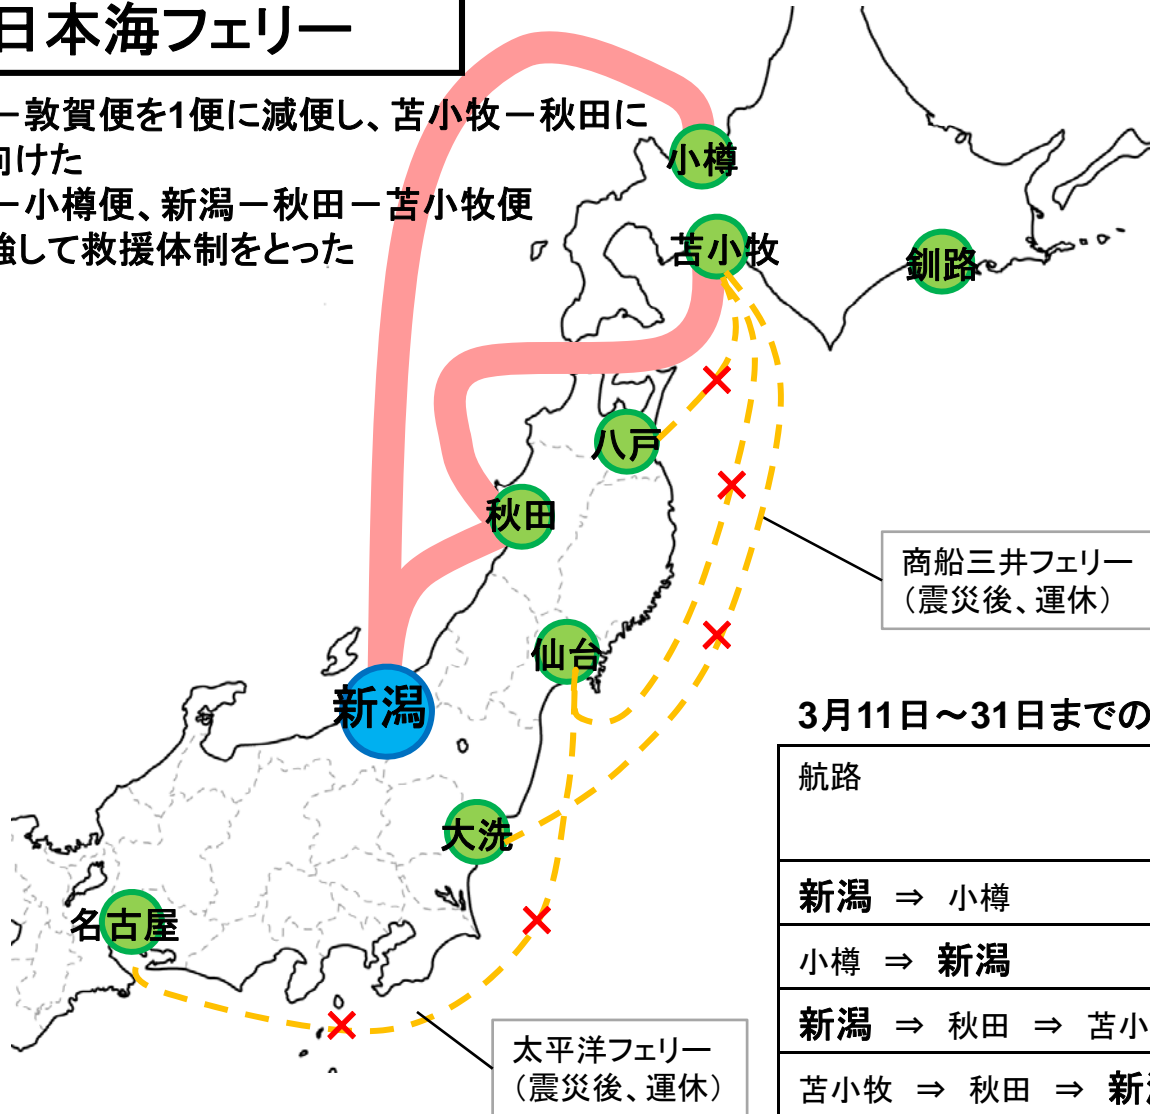 日本海フェリー
－敦賀便を1便に減便し、苫小牧－秋田に
向けた
－小樽便、新潟－秋田－苫小牧便
強して救援体制をとった
小樽
苫小牧
釧路
八戸
秋田
商船三井フェリー
（震災後、運休）
仙台
新潟
3月11日～31日までの
航路
大洗
新潟 ⇒ 小樽
名古屋
小樽 ⇒ 新潟
新潟 ⇒ 秋田 ⇒ 苫小
太平洋フェリー
（震災後、運休）
苫小牧 ⇒ 秋田 ⇒ 新潟